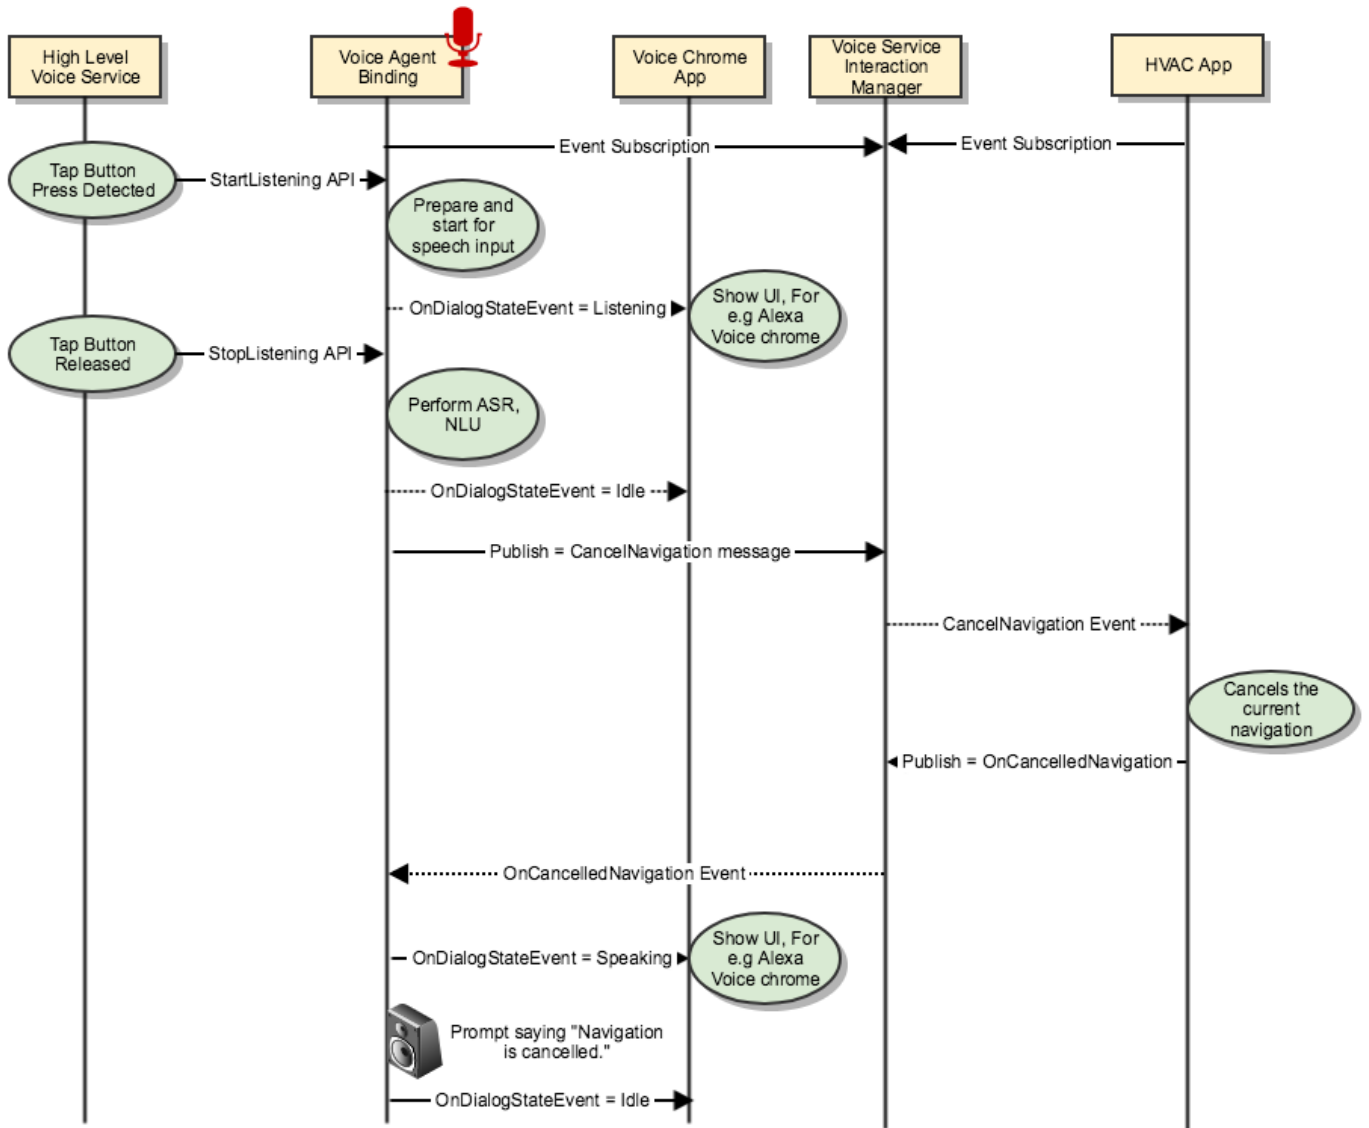 High Level
Voice Service
Voice Agent
Binding
Voice Chrome
App
Voice Service
Interaction
Manager
HVAC App
Event Subscription
Event Subscription
Tap Button
Press Detected
StartListening API
Prepare and
start for
speech input
OnDialogStateEvent = Listening
Show UI, For
e.g Alexa
Voice chrome
Tap Button
Released
StopListening API
Perform ASR,
NLU
OnDialogStateEvent = Idle
Publish = CancelNavigation message
CancelNavigation Event
Cancels the
current
navigation
Publish = OnCancelledNavigation
OnCancelledNavigation Event
OnDialogStateEvent = Speaking
Show UI, For
e.g Alexa
Voice chrome
Prompt saying "Navigation
is cancelled."
OnDialogStateEvent = Idle